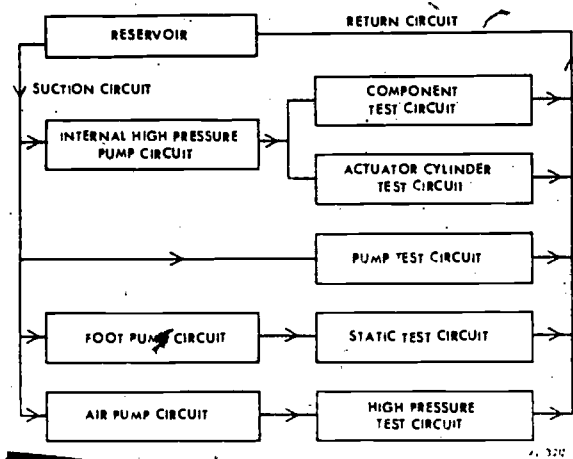 RETURN CIRCUIT
RESERVOIR
SUCTION CIRCUIT
COMPONENT
TEST CIRCUIT
INTERNAL HIGH PRESSURE
PUMP CIRCUIT
ACTUATOR CYLINDER
TEST CIRCUIT
PUMP TEST CIRCUIT
FOOT PUMP CIRCUIT
STATIC TEST CIRCUIT
AIR PUMP CIRCUIT
HIGH PRESSURE
TEST CIRCUIT